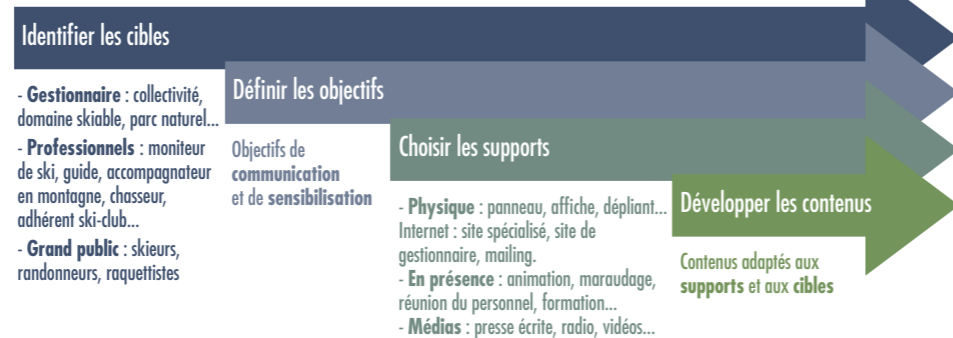 Identifier les cibles
- Gestionnaire : collectivité,
domaine skiable, parc naturel...
- Professionnels : moniteur
de ski, guide, accompagnateur
en montagne, chasseur,
adhérent ski-club...
- Grand public : skieurs,
randonneurs, raquettistes
Définir les objectifs
Objectifs de
communication
et de sensibilisation
Choisir les supports
- Physique : panneau, affiche, dépliant...
Internet : site spécialisé, site de
gestionnaire, mailing.
- En présence : animation, maraudage,
réunion du personnel, formation...
- Médias : presse écrite, radio, vidéos...
Développer les contenus
Contenus adaptés aux
supports et aux cibles